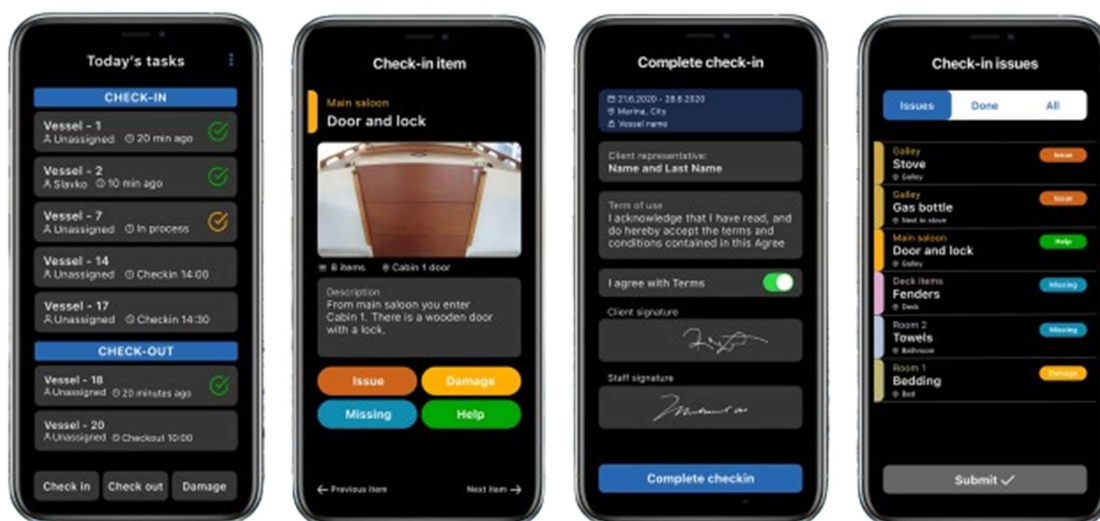 Today's tasks
CHECK-IN
Vessel - 1
Unassigned 20 min ago
Vessel - 2
Slavko 10 min ago
Vessel - 7
Unassigned In process
Vessel - 14
Unassigned Checkin 14:00
Vessel - 17
Unassigned Checkin 14:30
CHECK-OUT
Vessel - 18
Unassigned 20 minutes ago
Vessel - 20
Unassigned Checkout 10:00
Check in Check out Damage
Check-in item
Main saloon
Door and lock
8 items Cabin 1 door
Description
From main saloon you enter
Cabin 1. There is a wooden door
with a lock.
Issue Damage
Missing Help
← Previous item Next item →
Complete check-in
21.6.2020 - 28.6.2020
Marina, City
Vessel name
Client representative:
Name and Last Name
Term of use
I acknowledge that I have read, and
do hereby accept the terms and
conditions contained in this Agree
I agree with Terms
Client signature
Staff signature
Complete checkin
Check-in issues
Issues Done All
Galley
Stove Issue
Galley
Galley
Gas bottle Issue
Next to stove
Main saloon
Door and lock Help
Galley
Deck items
Fenders Missing
Deck
Room 2
Towels Missing
Bathroom
Room 1
Bedding Damage
Bed
Submit ✓